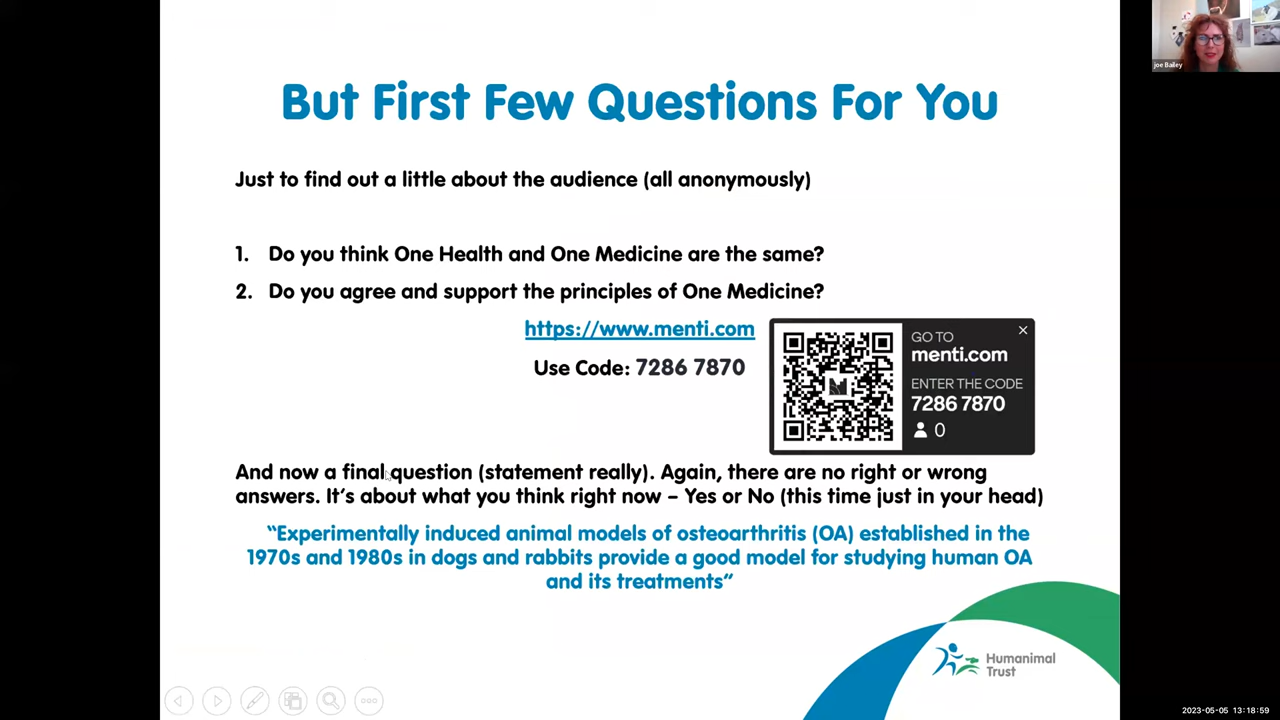 But First Few Questions For You
joe Bailey
Just to find out a little about the audience (all anonymously)
1. Do you think One Health and One Medicine are the same?
2. Do you agree and support the principles of One Medicine?
https://www.menti.com
Use Code: 7286 7870
GO TO
menti.com
ENTER THE CODE
7286 7870
0
And now a final question (statement really). Again, there are no right or wrong
answers. It's about what you think right now – Yes or No (this time just in your head)
“Experimentally induced animal models of osteoarthritis (OA) established in the
1970s and 1980s in dogs and rabbits provide a good model for studying human OA
and its treatments”
Humanimal
Trust
2023-05-05 13:18:59